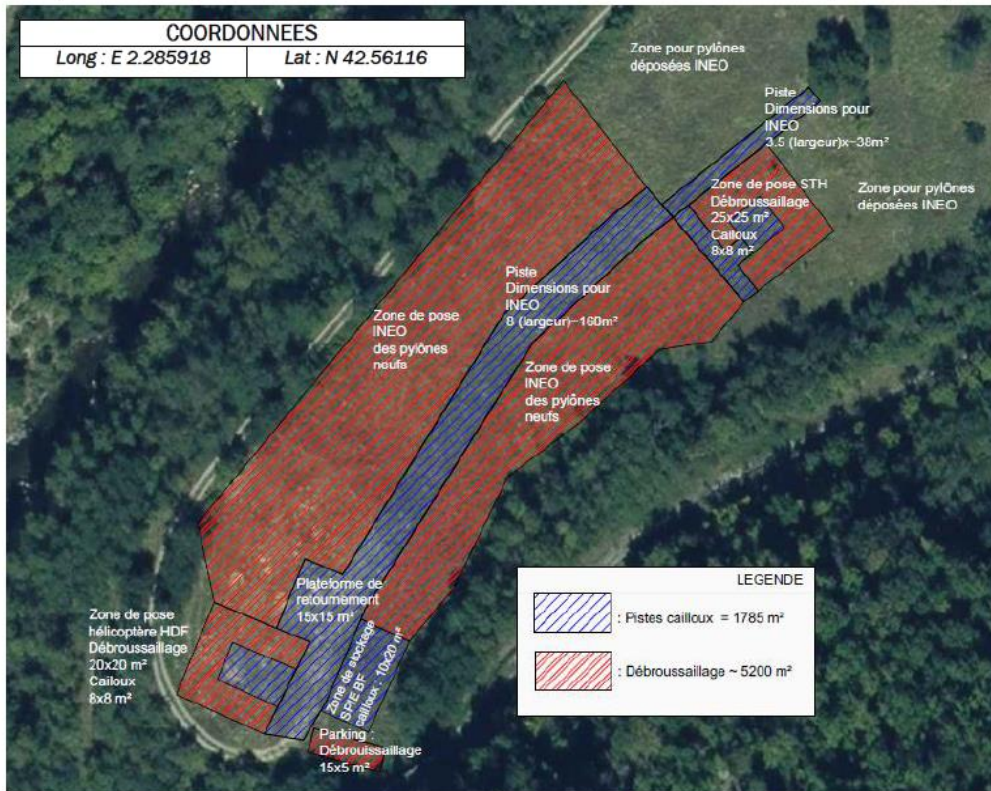 COORDONNEES
Long : E 2.285918
Lat : N 42.56116
Zone pour pylônes
déposées INEO
Piste
Dimensions pour
INEO
3.5 (largeur)x~38m²
Zone de pose STH
Débroussaillage
25x25 m²
Cailloux
8x8 m²
Zone pour pylônes
déposées INEO
Piste
Dimensions pour
INEO
8 (largeur)~160m²
Zone de pose
INEO
des pylônes
neufs
Zone de pose
INEO
des pylônes
neufs
Plateforme de
retournement
15x15 m²
Zone de pose
hélicoptère HDF
Débroussaillage
20x20 m²
Cailloux
8x8 m²
Zone de stockage
SPIE BF
cailloux : 10x20 m²
Parking :
Débrouissaillage
15x5 m²
LEGENDE
: Pistes cailloux = 1785 m²
: Débroussaillage ~ 5200 m²